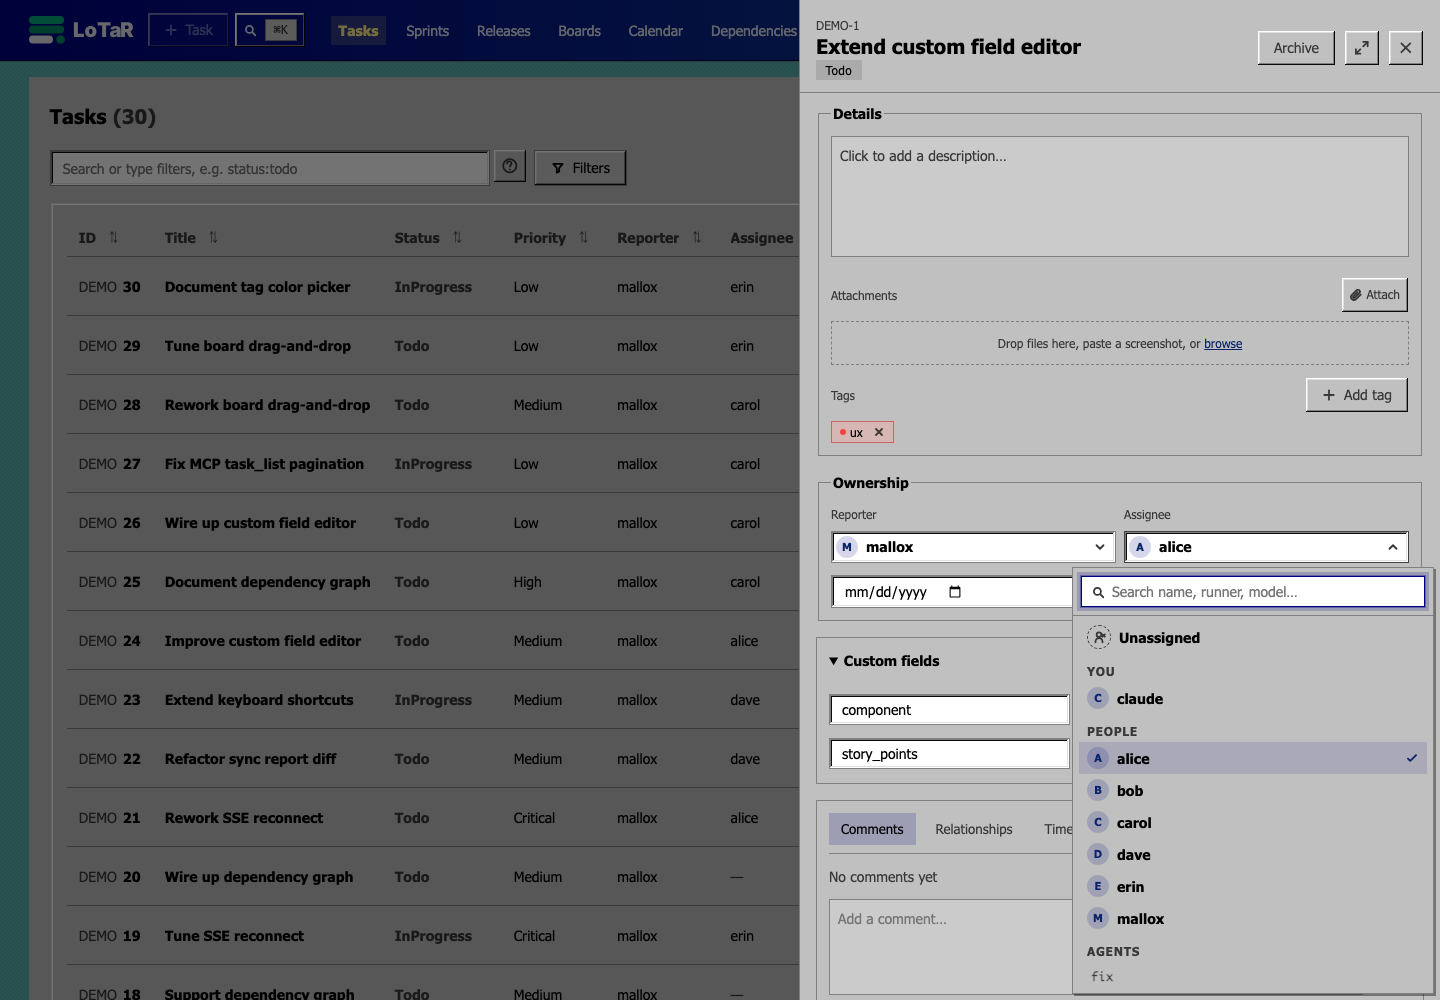 LoTaR
+ Task
⌘K
Tasks
Sprints
Releases
Boards
Calendar
Dependencies
Tasks (30)
Search or type filters, e.g. status:todo
Filters
ID Title Status Priority Reporter Assignee
DEMO 30 Document tag color picker InProgress Low mallox erin
DEMO 29 Tune board drag-and-drop Todo Low mallox erin
DEMO 28 Rework board drag-and-drop Todo Medium mallox carol
DEMO 27 Fix MCP task_list pagination InProgress Low mallox carol
DEMO 26 Wire up custom field editor Todo Low mallox carol
DEMO 25 Document dependency graph Todo High mallox carol
DEMO 24 Improve custom field editor Todo Medium mallox alice
DEMO 23 Extend keyboard shortcuts InProgress Medium mallox dave
DEMO 22 Refactor sync report diff Todo Medium mallox dave
DEMO 21 Rework SSE reconnect Todo Critical mallox alice
DEMO 20 Wire up dependency graph Todo Medium mallox —
DEMO 19 Tune SSE reconnect InProgress Critical mallox erin
DEMO 18 Support dependency graph Todo Medium mallox —
DEMO-1
Extend custom field editor
Todo
Archive
Details
Click to add a description...
Attachments
Attach
Drop files here, paste a screenshot, or browse
Tags
+ Add tag
ux
Ownership
Reporter
Assignee
M mallox
A alice
mm/dd/yyyy
Custom fields
component
story_points
Comments
Relationships
Time
No comments yet
Add a comment...
Search name, runner, model...
Unassigned
YOU
C claude
PEOPLE
A alice
B bob
C carol
D dave
E erin
M mallox
AGENTS
fix